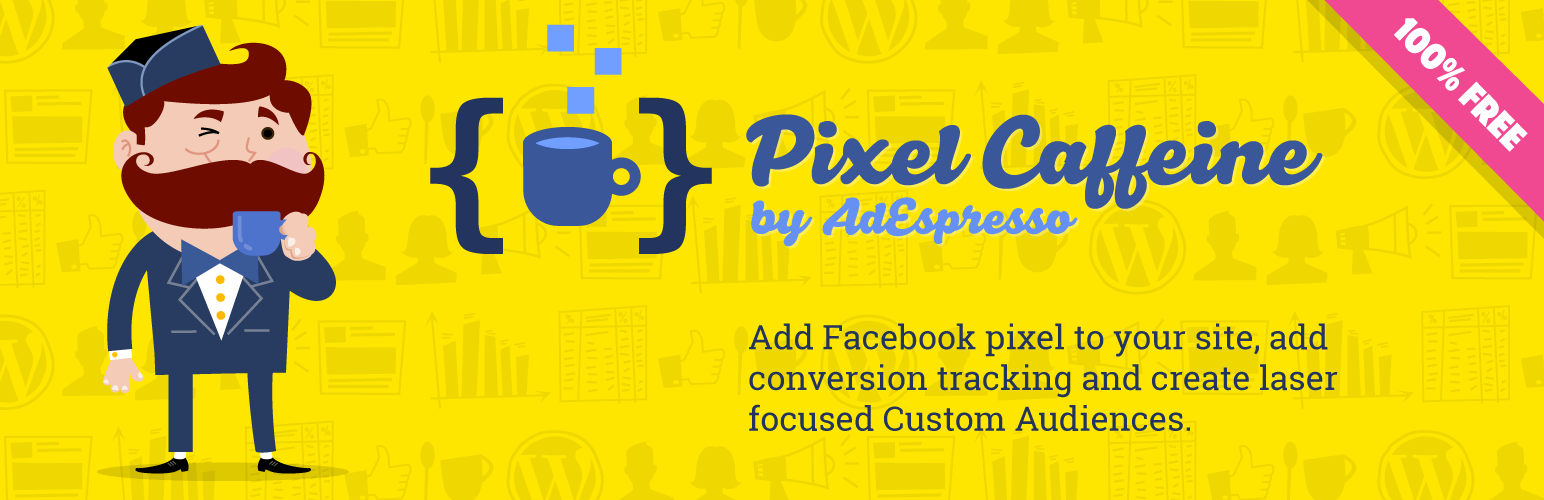 100% FREE
{ }
Pixel Caffeine
by AdEspresso
Add Facebook pixel to your site, add
conversion tracking and create laser
focused Custom Audiences.